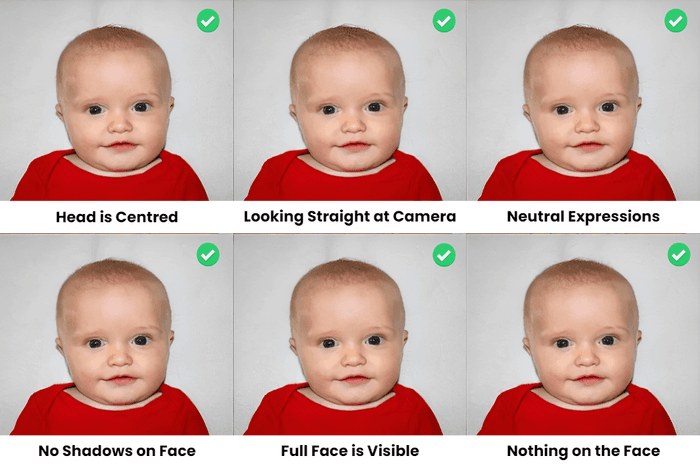 Head is Centred
Looking Straight at Camera
Neutral Expressions
No Shadows on Face
Full Face is Visible
Nothing on the Face